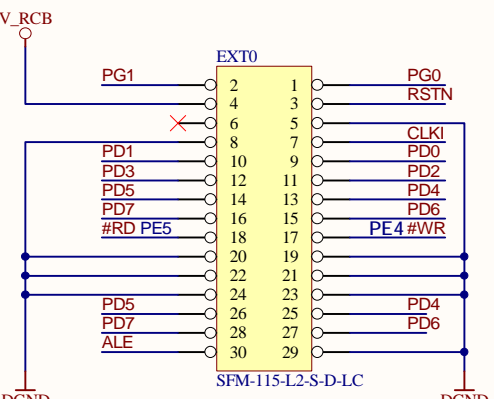 V_RCB
EXT0
PG1 2 1 PG0
4 3 RSTN
6 5
8 7 CLKI
PD1 10 9 PD0
PD3 12 11 PD2
PD5 14 13 PD4
PD7 16 15 PD6
#RD PE5 18 17 PE4 #WR
20 19
22 21
24 23
PD5 26 25 PD4
PD7 28 27 PD6
ALE 30 29
SFM-115-L2-S-D-LC
DGND DGND